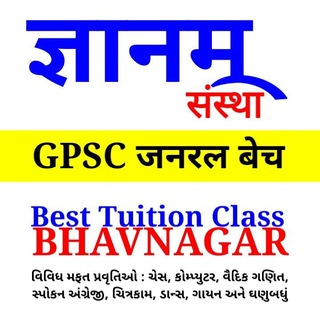 ज्ञानम्
संस्था
GPSC जनरल बेच
Best Tuition Class
BHAVNAGAR
વિવિધ મફત પ્રવૃતિઓ : ચેસ, કોમ્પ્યુટર, વૈદિક ગણિત,
સ્પોકન અંગ્રેજી, ચિત્રકામ, ડાન્સ, ગાયન અને ઘણુબધું